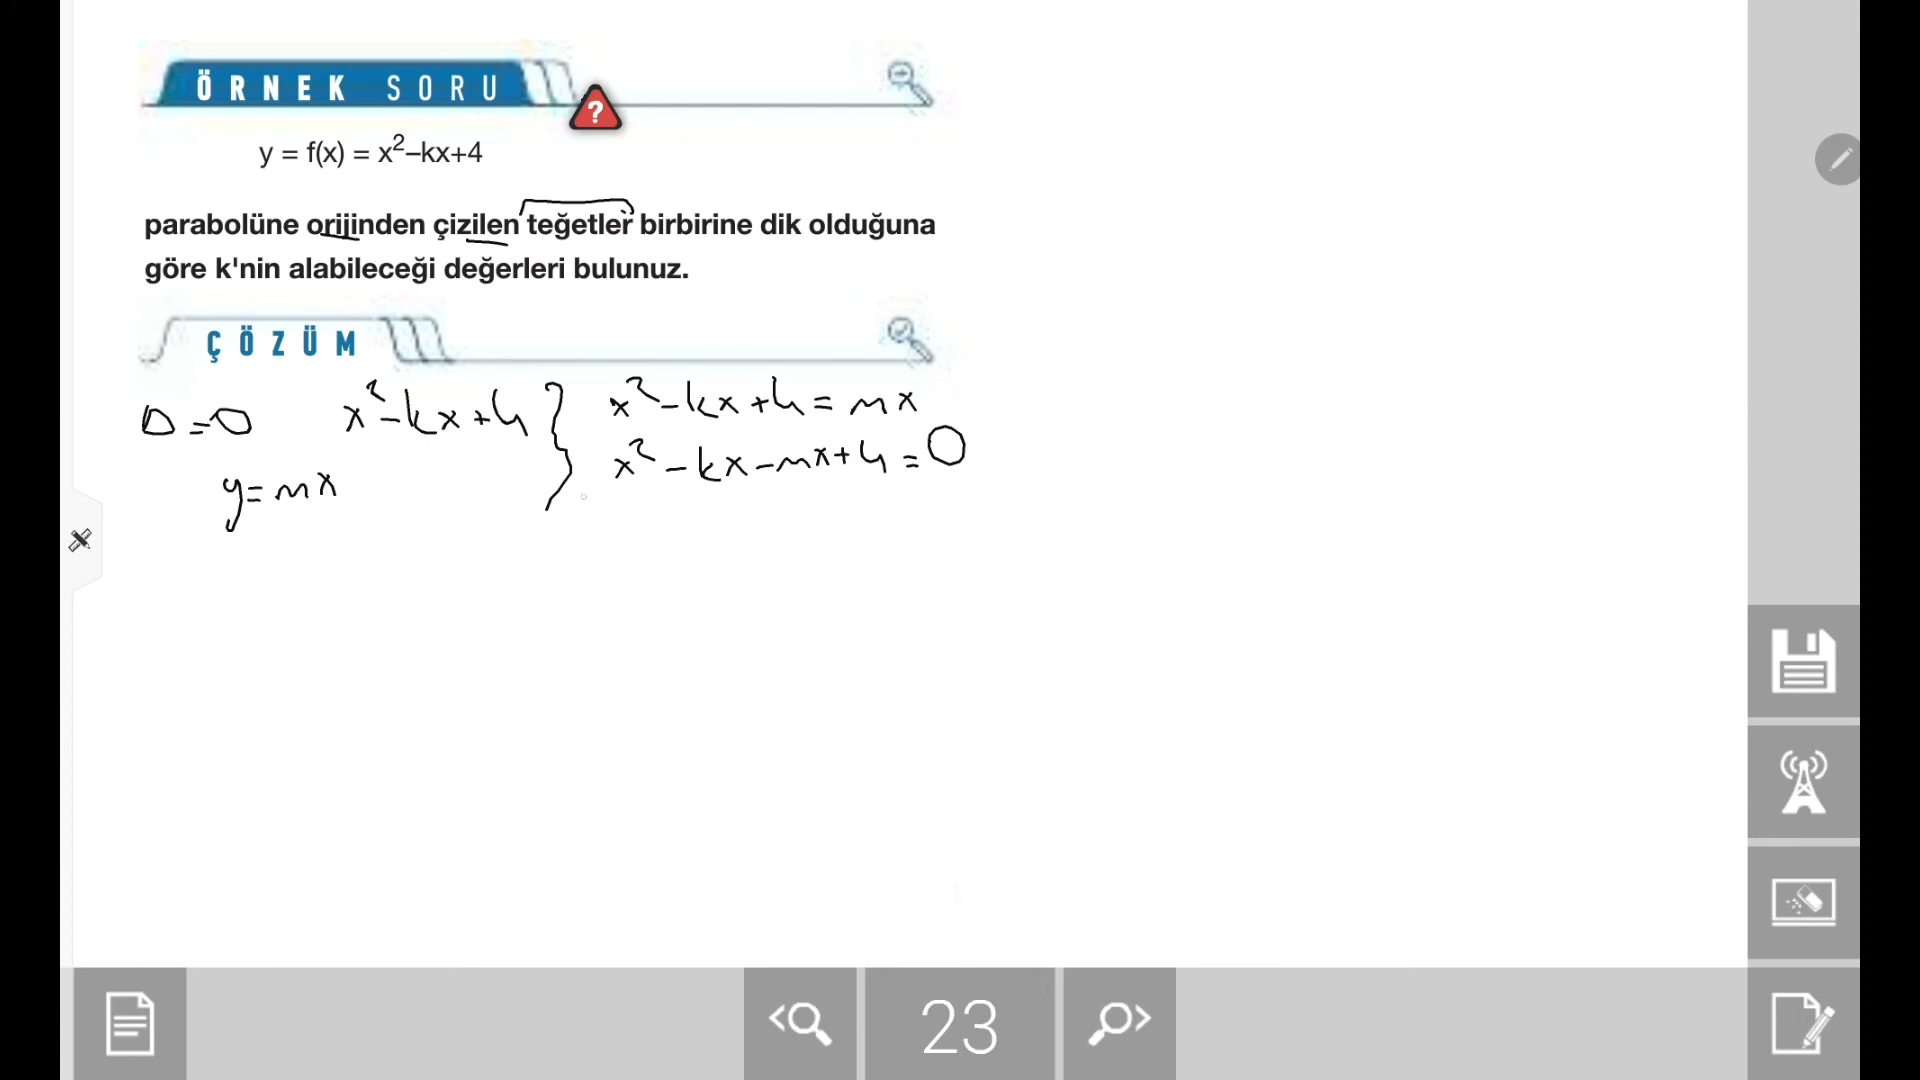 ÖRNEK SORU
?
y = f(x) = x²–kx+4
parabolüne orijinden çizilen teğetler birbirine dik olduğuna
göre k'nin alabileceği değerleri bulunuz.
ÇÖZÜM
Δ=0
x²-kx+4
y=mx
x²-kx+4=mx
x²-kx-mx+4=0
23